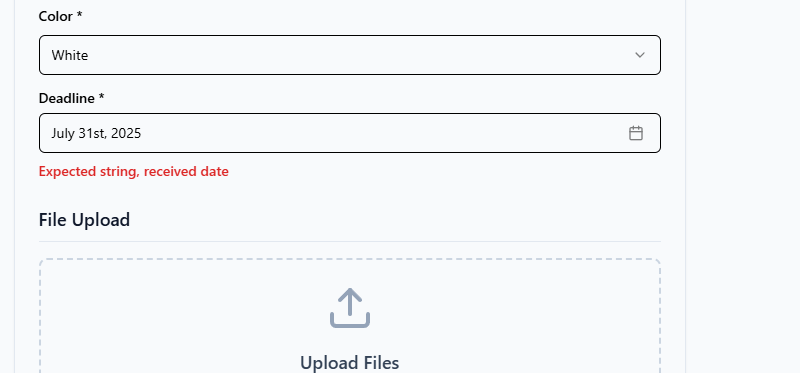 Color *
White
Deadline *
July 31st, 2025
Expected string, received date
File Upload
Upload Files